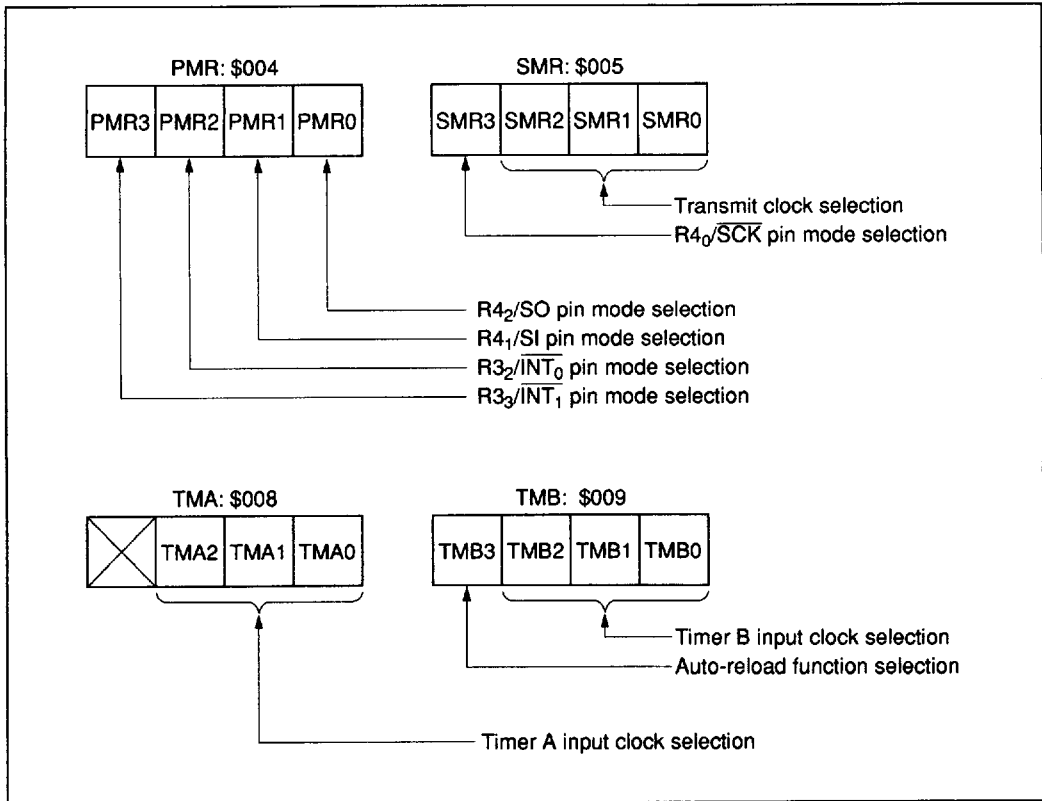 PMR: $004
SMR: $005
PMR3 PMR2 PMR1 PMR0
SMR3 SMR2 SMR1 SMR0
Transmit clock selection
R4₀/S̅C̅K̅ pin mode selection
R4₂/SO pin mode selection
R4₁/SI pin mode selection
R3₂/I̅N̅T̅₀̅ pin mode selection
R3₃/I̅N̅T̅₁̅ pin mode selection
TMA: $008
TMB: $009
TMA2 TMA1 TMA0
TMB3 TMB2 TMB1 TMB0
Timer B input clock selection
Auto-reload function selection
Timer A input clock selection